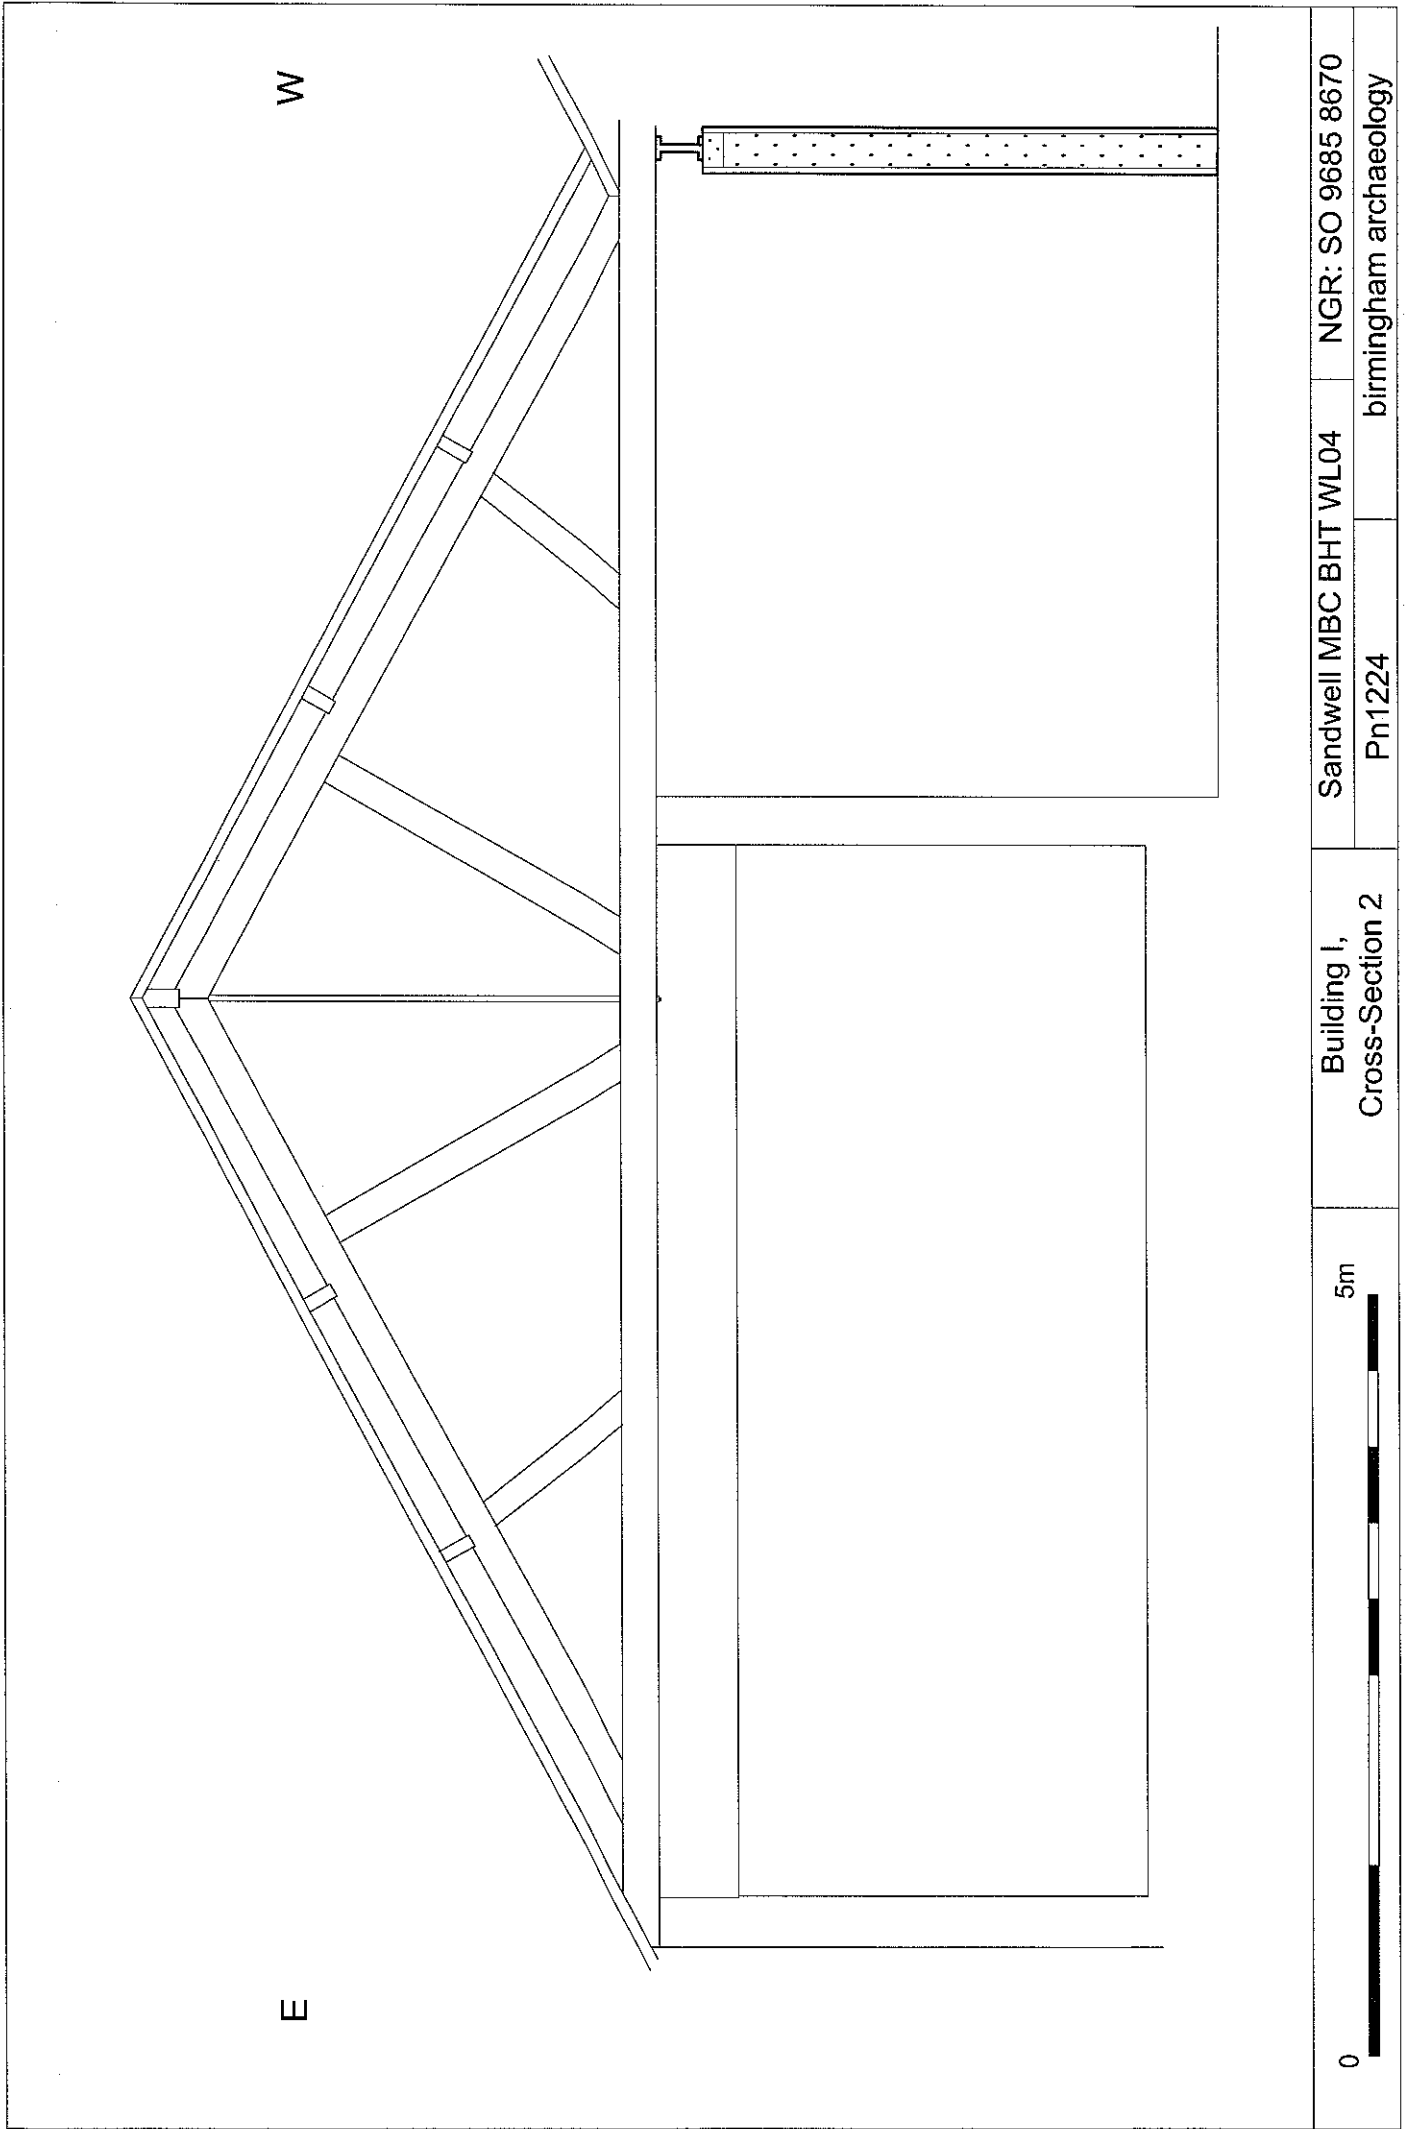 E
W
0
5m
Building I,
Cross-Section 2
Sandwell MBC BHT WL04
NGR: SO 9685 8670
Pn1224
birmingham archaeology